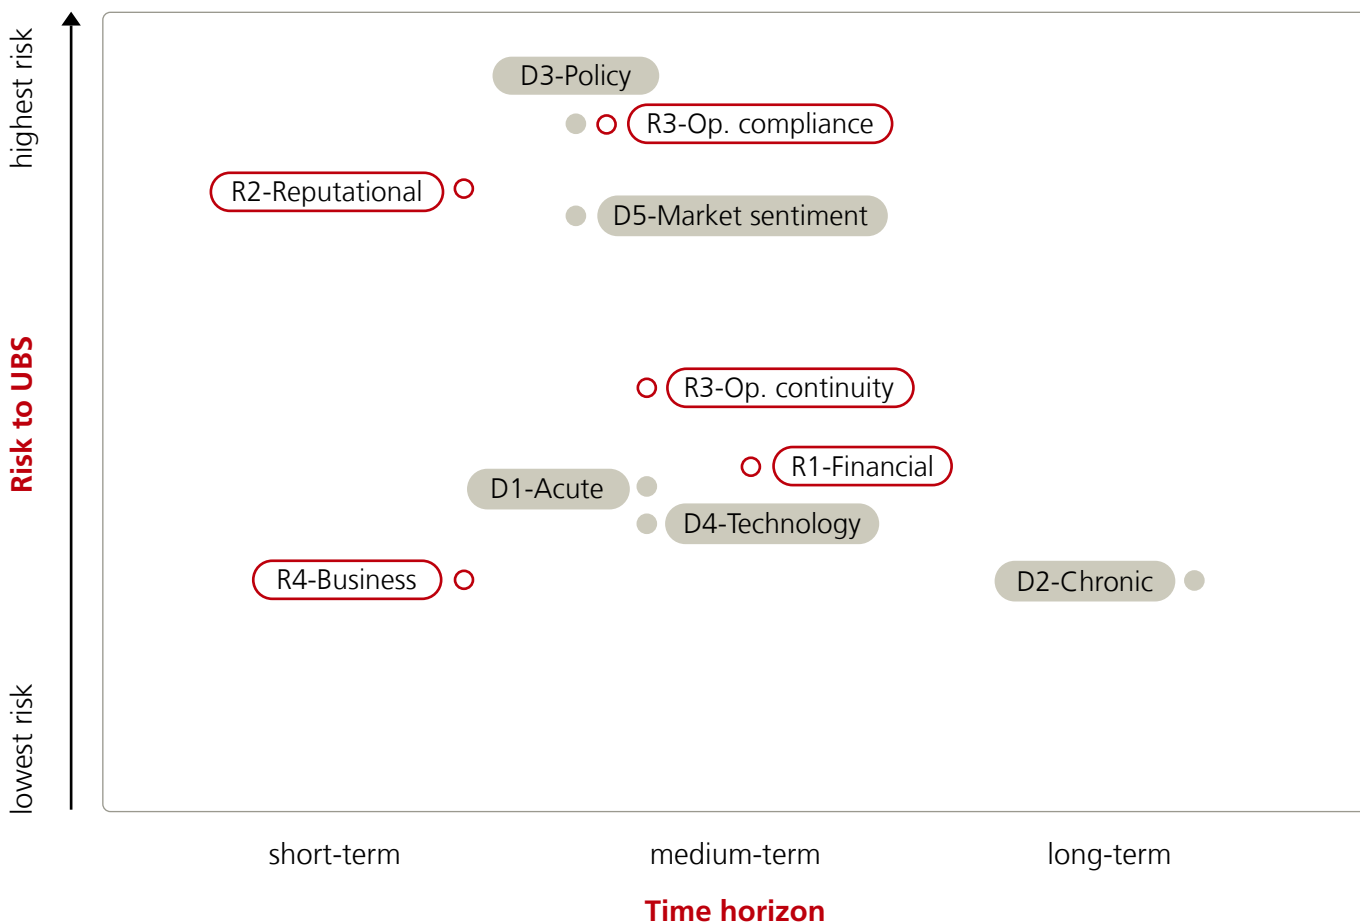 highest risk
D3-Policy
R3-Op. compliance
R2-Reputational
D5-Market sentiment
Risk to UBS
R3-Op. continuity
R1-Financial
D1-Acute
D4-Technology
R4-Business
D2-Chronic
lowest risk
short-term
medium-term
long-term
Time horizon